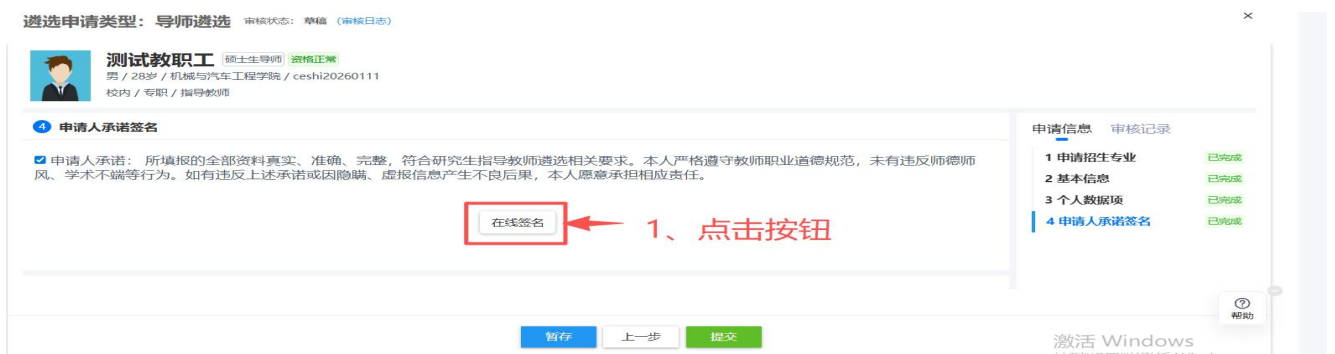 遴选申请类型：导师遴选 审核状态：草稿 （审核日志） ×
测试教职工 硕士生导师 资格正常
男 / 28岁 / 机械与汽车工程学院 / ceshi20260111
校内 / 专职 / 指导教师
4 申请人承诺签名
申请人承诺： 所填报的全部资料真实、准确、完整，符合研究生指导教师遴选相关要求。本人严格遵守教师职业道德规范，未有违反师德师
风、学术不端等行为。如有违反上述承诺或因隐瞒、虚报信息产生不良后果，本人愿意承担相应责任。
在线签名
1、点击按钮
申请信息 审核记录
1 申请招生专业 已完成
2 基本信息 已完成
3 个人数据项 已完成
4 申请人承诺签名 已完成
帮助
暂存 上一步 提交
激活 Windows